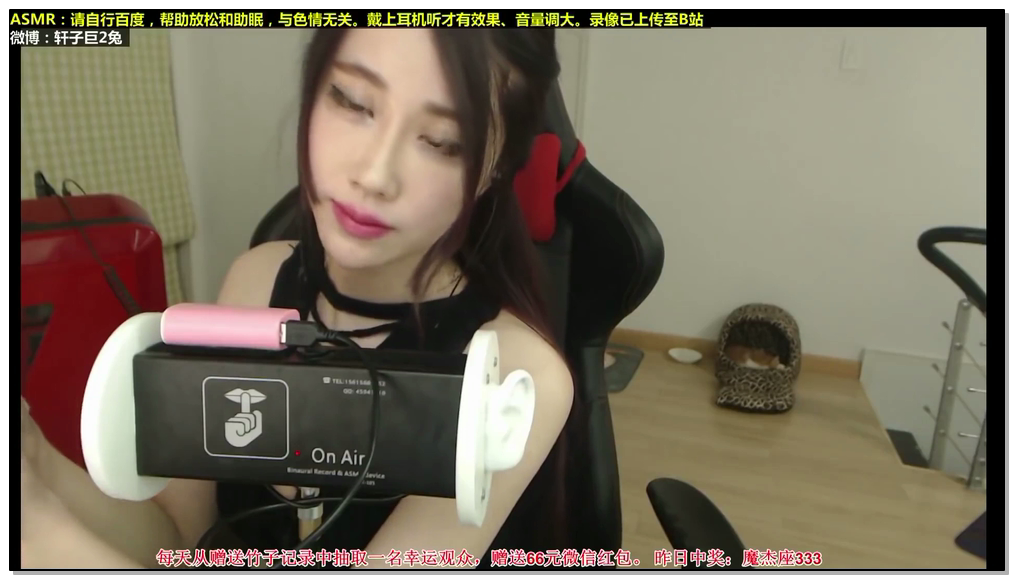 ASMR：请自行百度，帮助放松和助眠，与色情无关。戴上耳机听才有效果、音量调大。录像已上传至B站
微博：轩子巨2兔
On Air
Binaural Record & ASMR Device
每天从赠送竹子记录中抽取一名幸运观众，赠送66元微信红包。 昨日中奖：魔杰座333